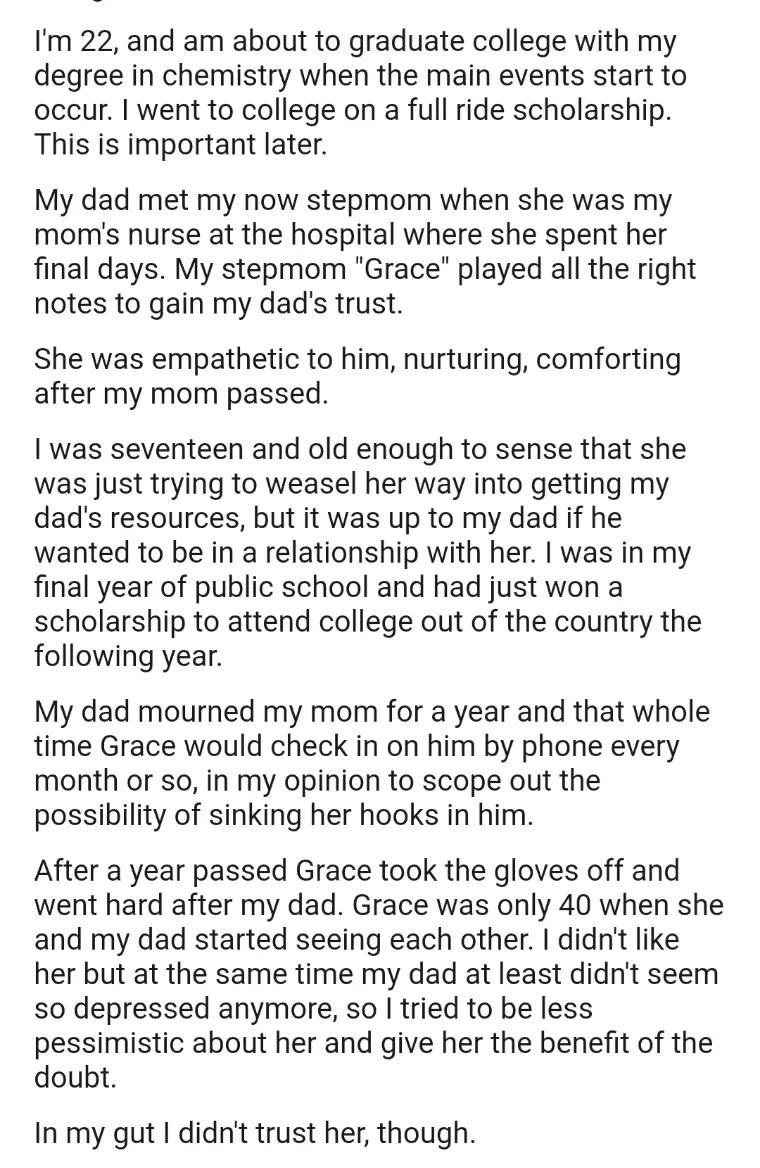 I'm 22, and am about to graduate college with my
degree in chemistry when the main events start to
occur. I went to college on a full ride scholarship.
This is important later.
My dad met my now stepmom when she was my
mom's nurse at the hospital where she spent her
final days. My stepmom "Grace" played all the right
notes to gain my dad's trust.
She was empathetic to him, nurturing, comforting
after my mom passed.
I was seventeen and old enough to sense that she
was just trying to weasel her way into getting my
dad's resources, but it was up to my dad if he
wanted to be in a relationship with her. I was in my
final year of public school and had just won a
scholarship to attend college out of the country the
following year.
My dad mourned my mom for a year and that whole
time Grace would check in on him by phone every
month or so, in my opinion to scope out the
possibility of sinking her hooks in him.
After a year passed Grace took the gloves off and
went hard after my dad. Grace was only 40 when she
and my dad started seeing each other. I didn't like
her but at the same time my dad at least didn't seem
so depressed anymore, so I tried to be less
pessimistic about her and give her the benefit of the
doubt.
In my gut I didn't trust her, though.